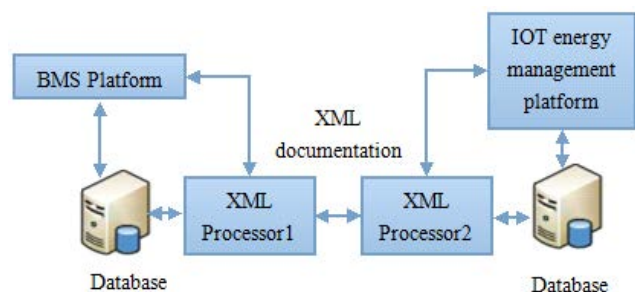 IOT energy
management
platform
BMS Platform
XML
documentation
XML
Processor1
XML
Processor2
Database
Database